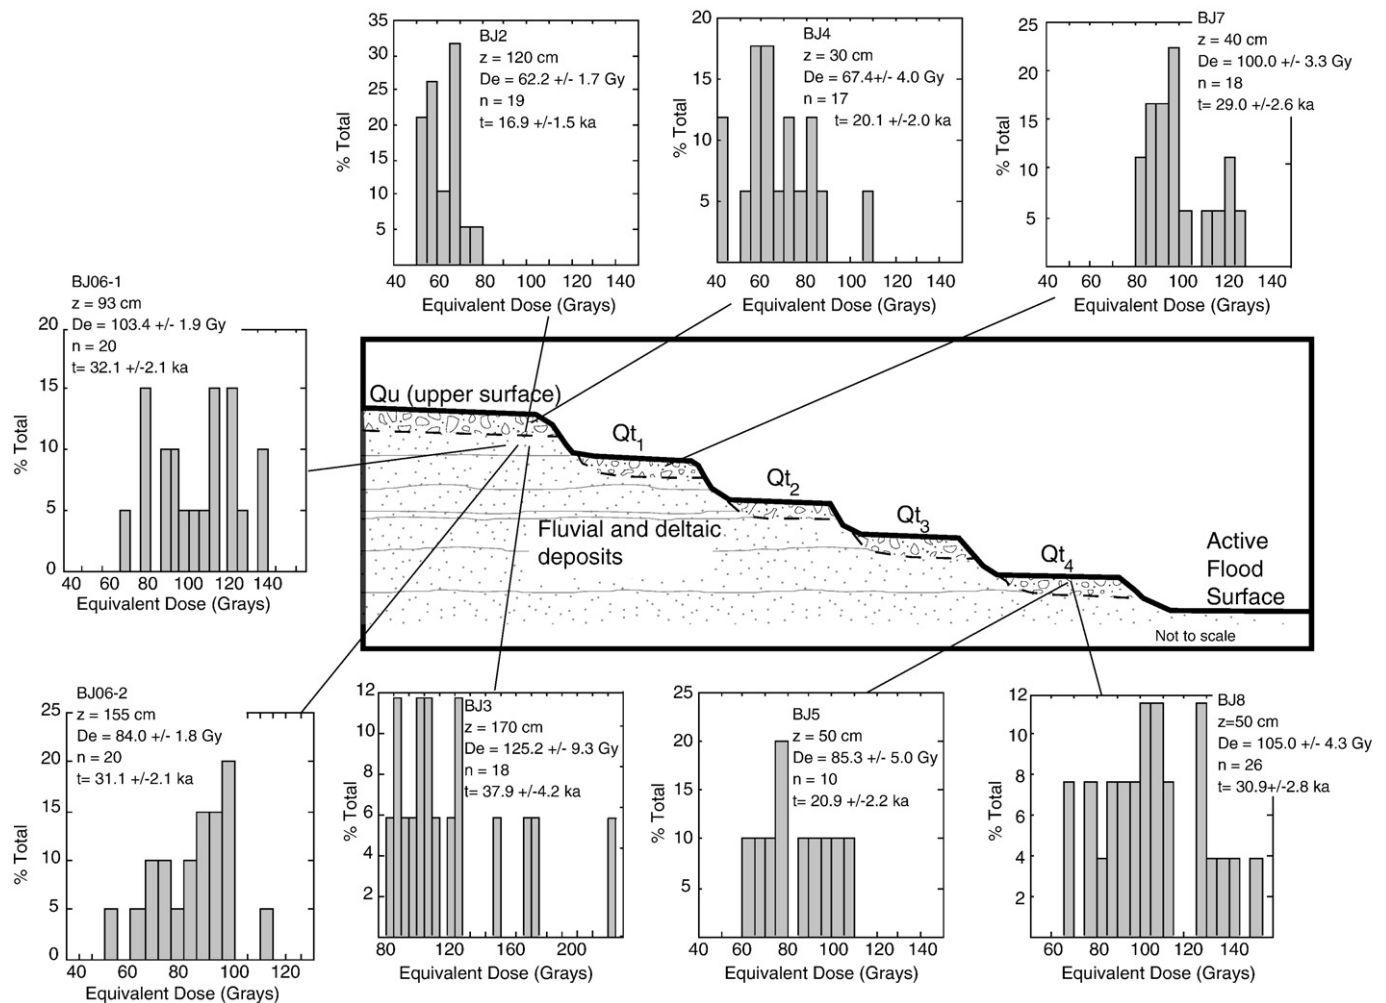 BJ2
z = 120 cm
De = 62.2 +/- 1.7 Gy
n = 19
t= 16.9 +/-1.5 ka
% Total
35
30
25
20
15
10
5
40 60 80 100 120 140
Equivalent Dose (Grays)
BJ4
z = 30 cm
De = 67.4+/- 4.0 Gy
n = 17
t= 20.1 +/-2.0 ka
% Total
20
15
10
5
0
40 60 80 100 120 140
Equivalent Dose (Grays)
BJ7
z = 40 cm
De = 100.0 +/- 3.3 Gy
n = 18
t= 29.0 +/-2.6 ka
% Total
25
20
15
10
5
40 60 80 100 120 140
Equivalent Dose (Grays)
BJ06-1
z = 93 cm
De = 103.4 +/- 1.9 Gy
n = 20
t= 32.1 +/-2.1 ka
% Total
20
15
10
5
0
40 60 80 100 120 140
Equivalent Dose (Grays)
Qu (upper surface)
Qt1
Qt2
Qt3
Qt4
Fluvial and deltaic
deposits
Active
Flood
Surface
Not to scale
BJ06-2
z = 155 cm
De = 84.0 +/- 1.8 Gy
n = 20
t= 31.1 +/-2.1 ka
% Total
25
20
15
10
5
0
40 60 80 100 120
Equivalent Dose (Grays)
BJ3
z = 170 cm
De = 125.2 +/- 9.3 Gy
n = 18
t= 37.9 +/-4.2 ka
% Total
12
10
8
6
4
2
80 120 160 200
Equivalent Dose (Grays)
BJ5
z = 50 cm
De = 85.3 +/- 5.0 Gy
n = 10
t= 20.9 +/-2.2 ka
% Total
25
20
15
10
5
40 60 80 100 120 140
Equivalent Dose (Grays)
BJ8
z=50 cm
De = 105.0 +/- 4.3 Gy
n = 26
t= 30.9+/-2.8 ka
% Total
12
10
8
6
4
2
60 80 100 120 140
Equivalent Dose (Grays)